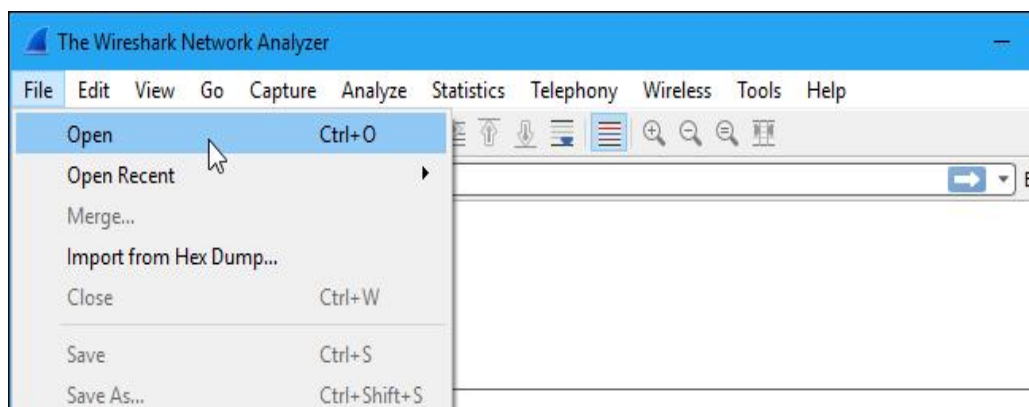 The Wireshark Network Analyzer
File Edit View Go Capture Analyze Statistics Telephony Wireless Tools Help
Open Ctrl+O
Open Recent
Merge...
Import from Hex Dump...
Close Ctrl+W
Save Ctrl+S
Save As... Ctrl+Shift+S